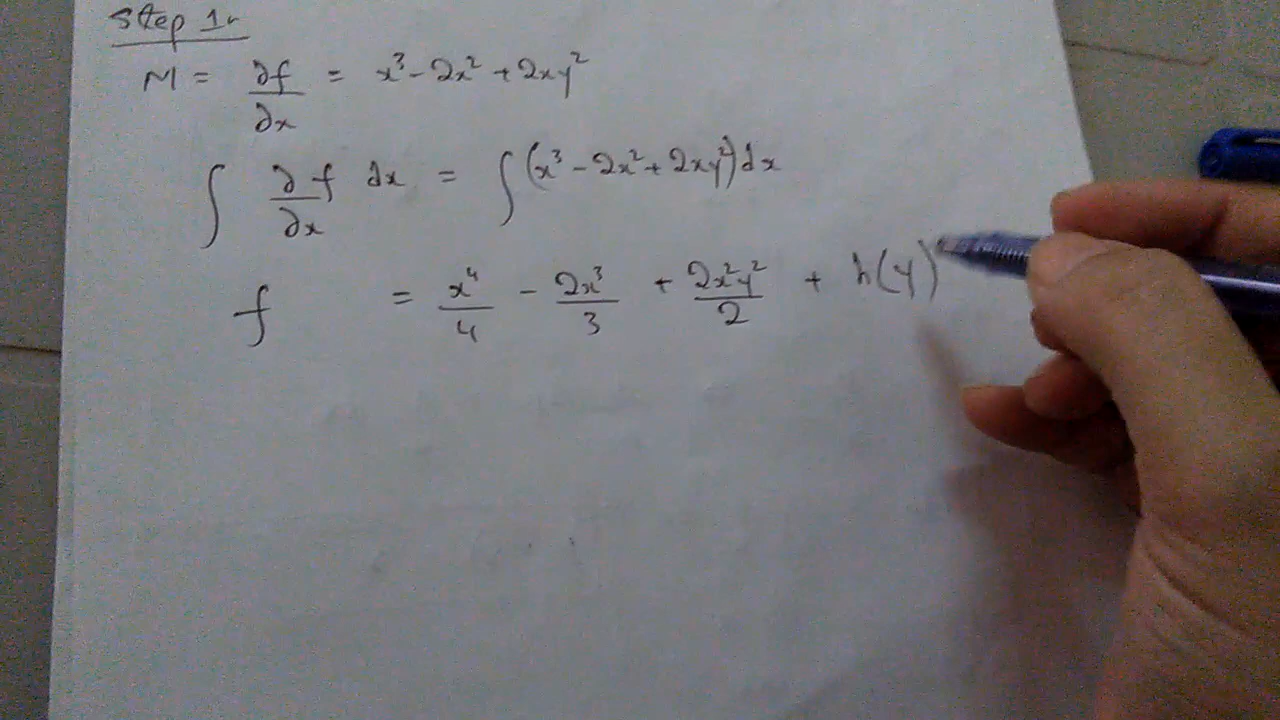 Step 1:
M = ∂f/∂x = x³ - 2x² + 2xy²
∫ ∂f/∂x dx = ∫(x³ - 2x² + 2xy²)dx
f = x⁴/4 - 2x³/3 + 2x²y²/2 + h(y)